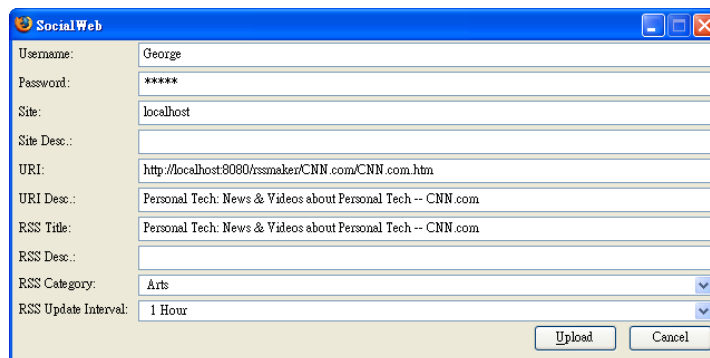 SocialWeb
Username: George
Password: *****
Site: localhost
Site Desc.:
URI: http://localhost:8080/rssmaker/CNN.com/CNN.com.htm
URI Desc.: Personal Tech: News & Videos about Personal Tech -- CNN.com
RSS Title: Personal Tech: News & Videos about Personal Tech -- CNN.com
RSS Desc.:
RSS Category: Arts
RSS Update Interval: 1 Hour
Upload Cancel